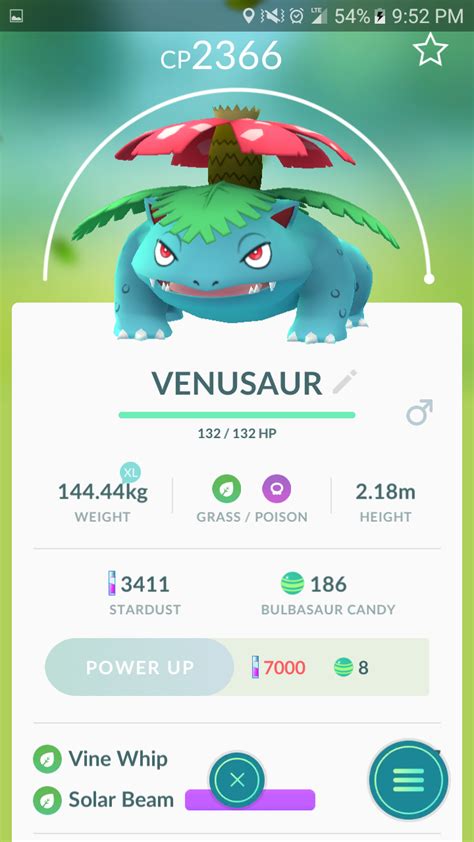 LTE 54% 9:52 PM
CP2366
VENUSAUR
132 / 132 HP
XL
144.44kg 2.18m
WEIGHT GRASS / POISON HEIGHT
3411 186
STARDUST BULBASAUR CANDY
POWER UP 7000 8
Vine Whip
Solar Beam